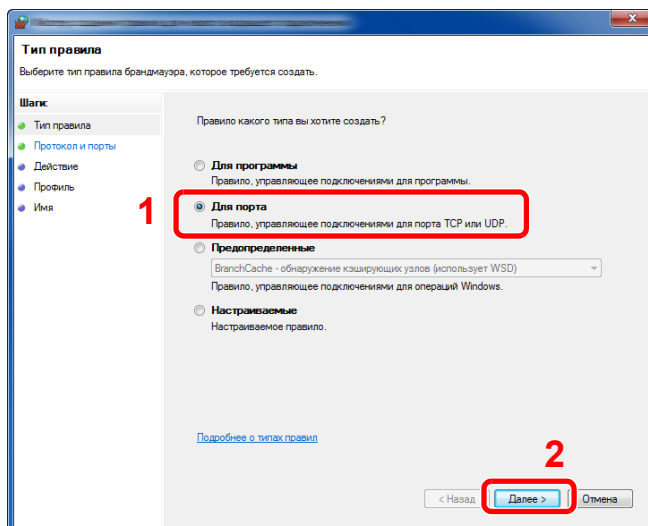 Тип правила
Выберите тип правила брандмауэра, которое требуется создать.
Шаги:
Тип правила
Протокол и порты
Действие
Профиль
Имя
Правило какого типа вы хотите создать?
Для программы
Правило, управляющее подключениями для программы.
1
Для порта
Правило, управляющее подключениями для порта TCP или UDP.
Предопределенные
BranchCache - обнаружение кэширующих узлов (использует WSD)
Правило, управляющее подключениями для операций Windows.
Настраиваемые
Настраиваемое правило.
Подробнее о типах правил
2
< Назад
Далее >
Отмена